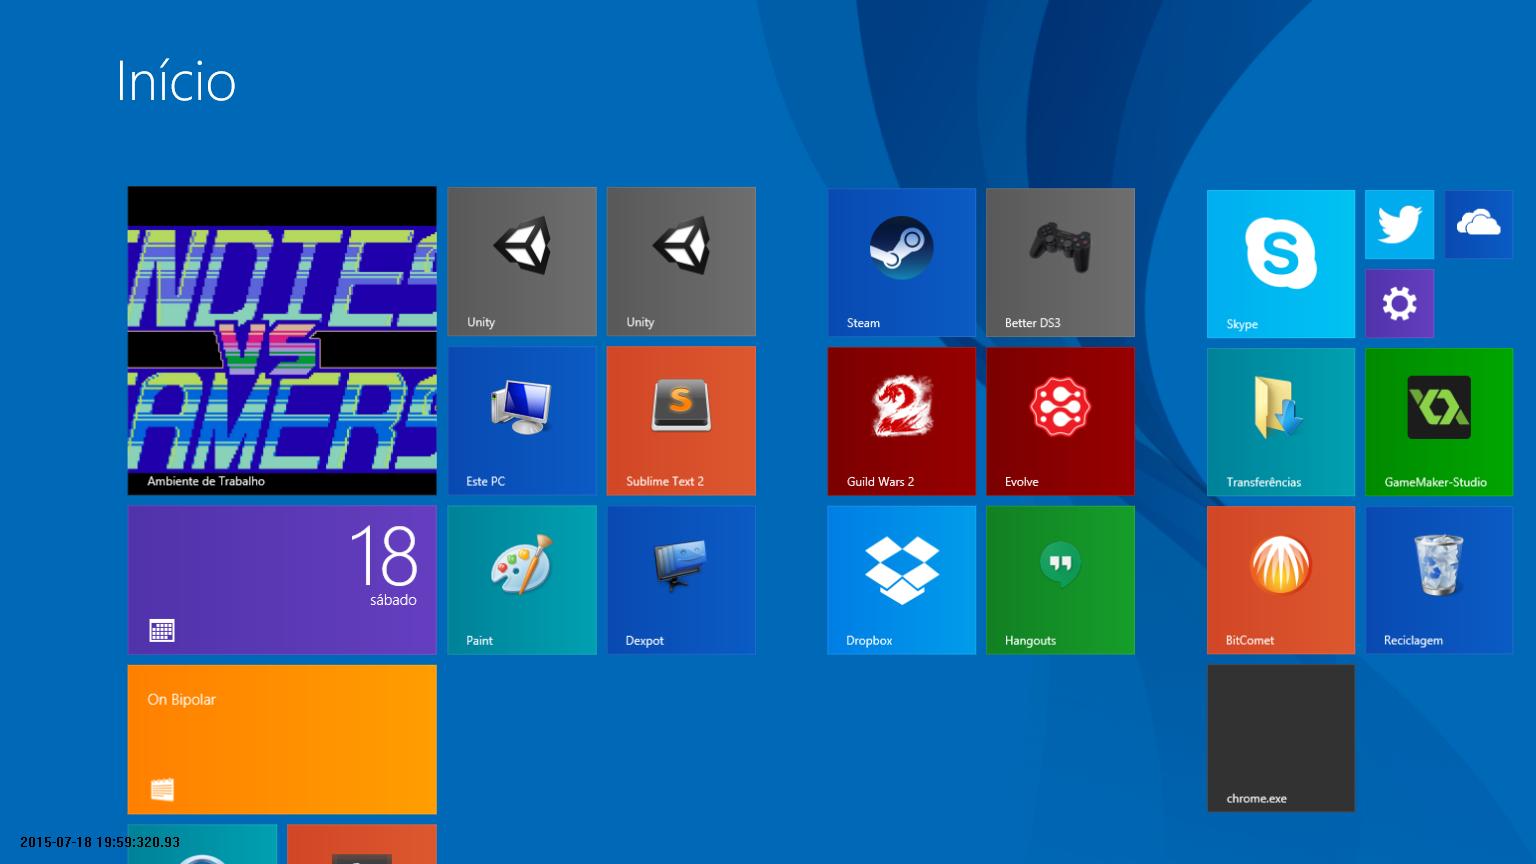 Início
INDIES
VS
GAMERS
Ambiente de Trabalho
Unity
Unity
Este PC
Sublime Text 2
18
sábado
Paint
Dexpot
On Bipolar
Steam
Better DS3
Guild Wars 2
Evolve
Dropbox
Hangouts
Skype
Transferências
GameMaker-Studio
BitComet
Reciclagem
chrome.exe
2015-07-18 19:59:320.93